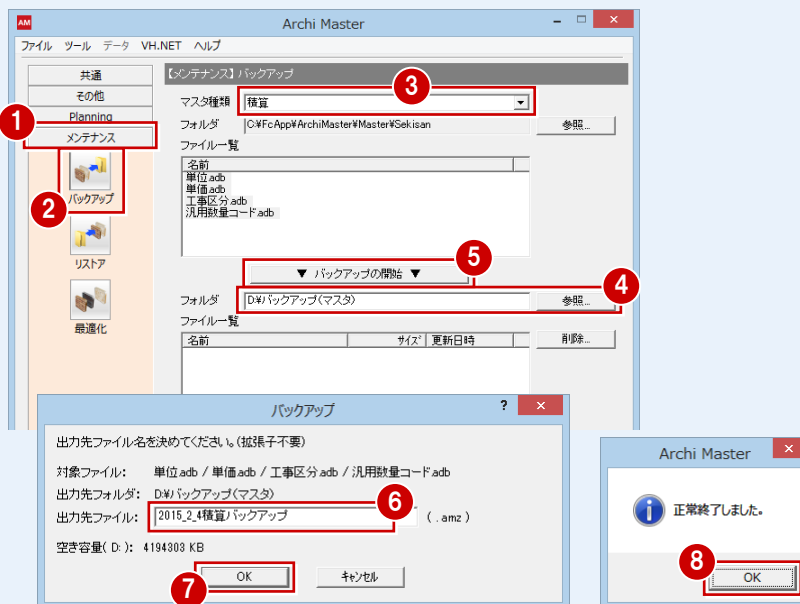 AM Archi Master
ファイル ツール データ VH.NET ヘルプ
共通
その他
Planning
メンテナンス
バックアップ
リストア
最適化
【メンテナンス】バックアップ
マスタ種類 積算
フォルダ C:¥FcApp¥ArchiMaster¥Master¥Sekisan 参照...
ファイル一覧
名前
単位.adb
単価.adb
工事区分.adb
汎用数量コード.adb
▼ バックアップの開始 ▼
フォルダ D:¥バックアップ(マスタ) 参照...
ファイル一覧
名前 サイズ 更新日時 削除...
1
2
3
5
4
バックアップ ?
出力先ファイル名を決めてください。(拡張子不要)
対象ファイル: 単位.adb / 単価.adb / 工事区分.adb / 汎用数量コード.adb
出力先フォルダ: D:¥バックアップ(マスタ)
出力先ファイル: 2015_2_4積算バックアップ ( .amz )
空き容量( D: ): 4194303 KB
OK キャンセル
6
7
Archi Master
正常終了しました。
8
OK